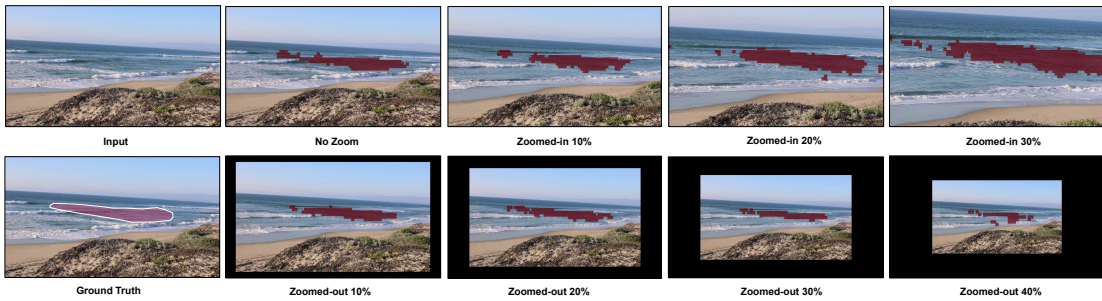 Input
No Zoom
Zoomed-in 10%
Zoomed-in 20%
Zoomed-in 30%
Ground Truth
Zoomed-out 10%
Zoomed-out 20%
Zoomed-out 30%
Zoomed-out 40%